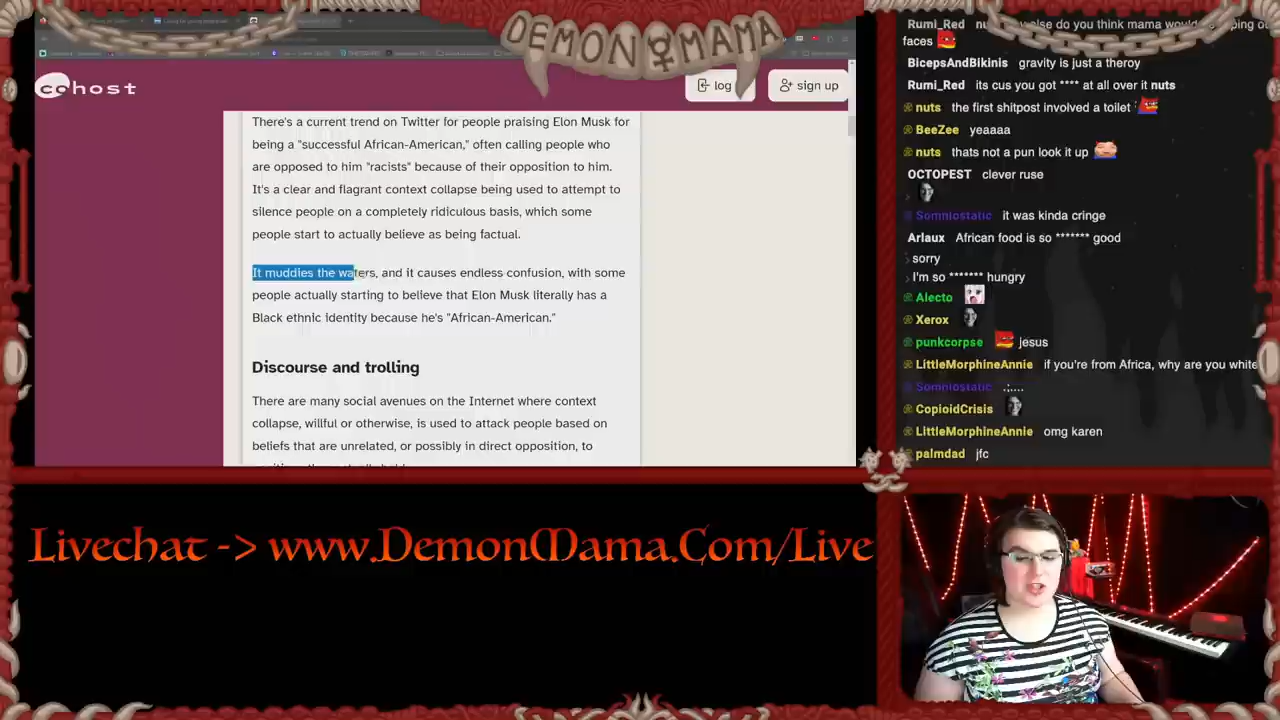 DEMON MAMA
cohost
log
sign up
There's a current trend on Twitter for people praising Elon Musk for
being a "successful African-American," often calling people who
are opposed to him "racists" because of their opposition to him.
It's a clear and flagrant context collapse being used to attempt to
silence people on a completely ridiculous basis, which some
people start to actually believe as being factual.
It muddies the waters, and it causes endless confusion, with some
people actually starting to believe that Elon Musk literally has a
Black ethnic identity because he's "African-American."
Discourse and trolling
There are many social avenues on the Internet where context
collapse, willful or otherwise, is used to attack people based on
beliefs that are unrelated, or possibly in direct opposition, to
Rumi_Red else do you think mama
faces
BicepsAndBikinis gravity is just a theroy
Rumi_Red its cus you got **** at all over it nuts
nuts the first shitpost involved a toilet
BeeZee yeaaaa
nuts thats not a pun look it up
OCTOPEST clever ruse
Somniostatic it was kinda cringe
Arlaux African food is so ******* good
sorry
I'm so ******* hungry
Alecto
Xerox
punkcorpse jesus
LittleMorphineAnnie if you're from Africa, why are you white
Somniostatic .;....
CopioidCrisis
LittleMorphineAnnie omg karen
palmdad jfc
Livechat -> www.DemonMama.Com/Live